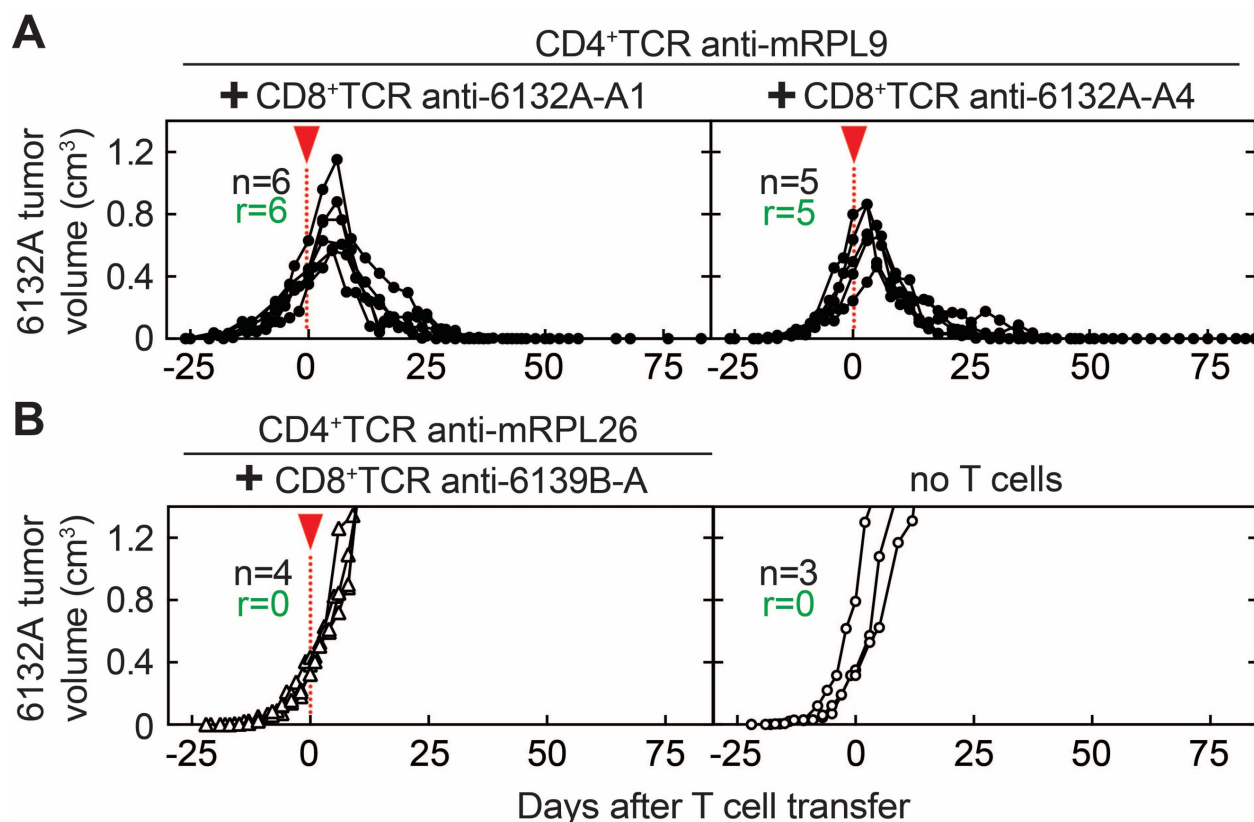 A
CD4⁺TCR anti-mRPL9
+ CD8⁺TCR anti-6132A-A1
+ CD8⁺TCR anti-6132A-A4
6132A tumor
volume (cm³)
1.2
0.8
0.4
0
n=6
r=6
n=5
r=5
-25 0 25 50 75
-25 0 25 50 75
B
CD4⁺TCR anti-mRPL26
+ CD8⁺TCR anti-6139B-A
no T cells
6132A tumor
volume (cm³)
1.2
0.8
0.4
0
n=4
r=0
n=3
r=0
-25 0 25 50 75
-25 0 25 50 75
Days after T cell transfer